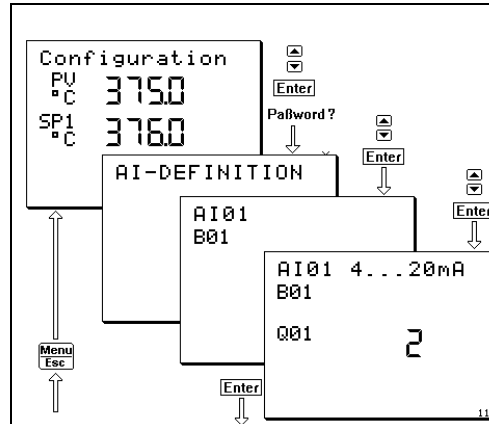 Configuration
PV
°C 375.0
SP1
°C 376.0
Enter
Paßword ?
AI-DEFINITION
Enter
AI01
B01
Enter
AI01 4...20mA
B01
Q01 2
Menu
Esc
Enter
11